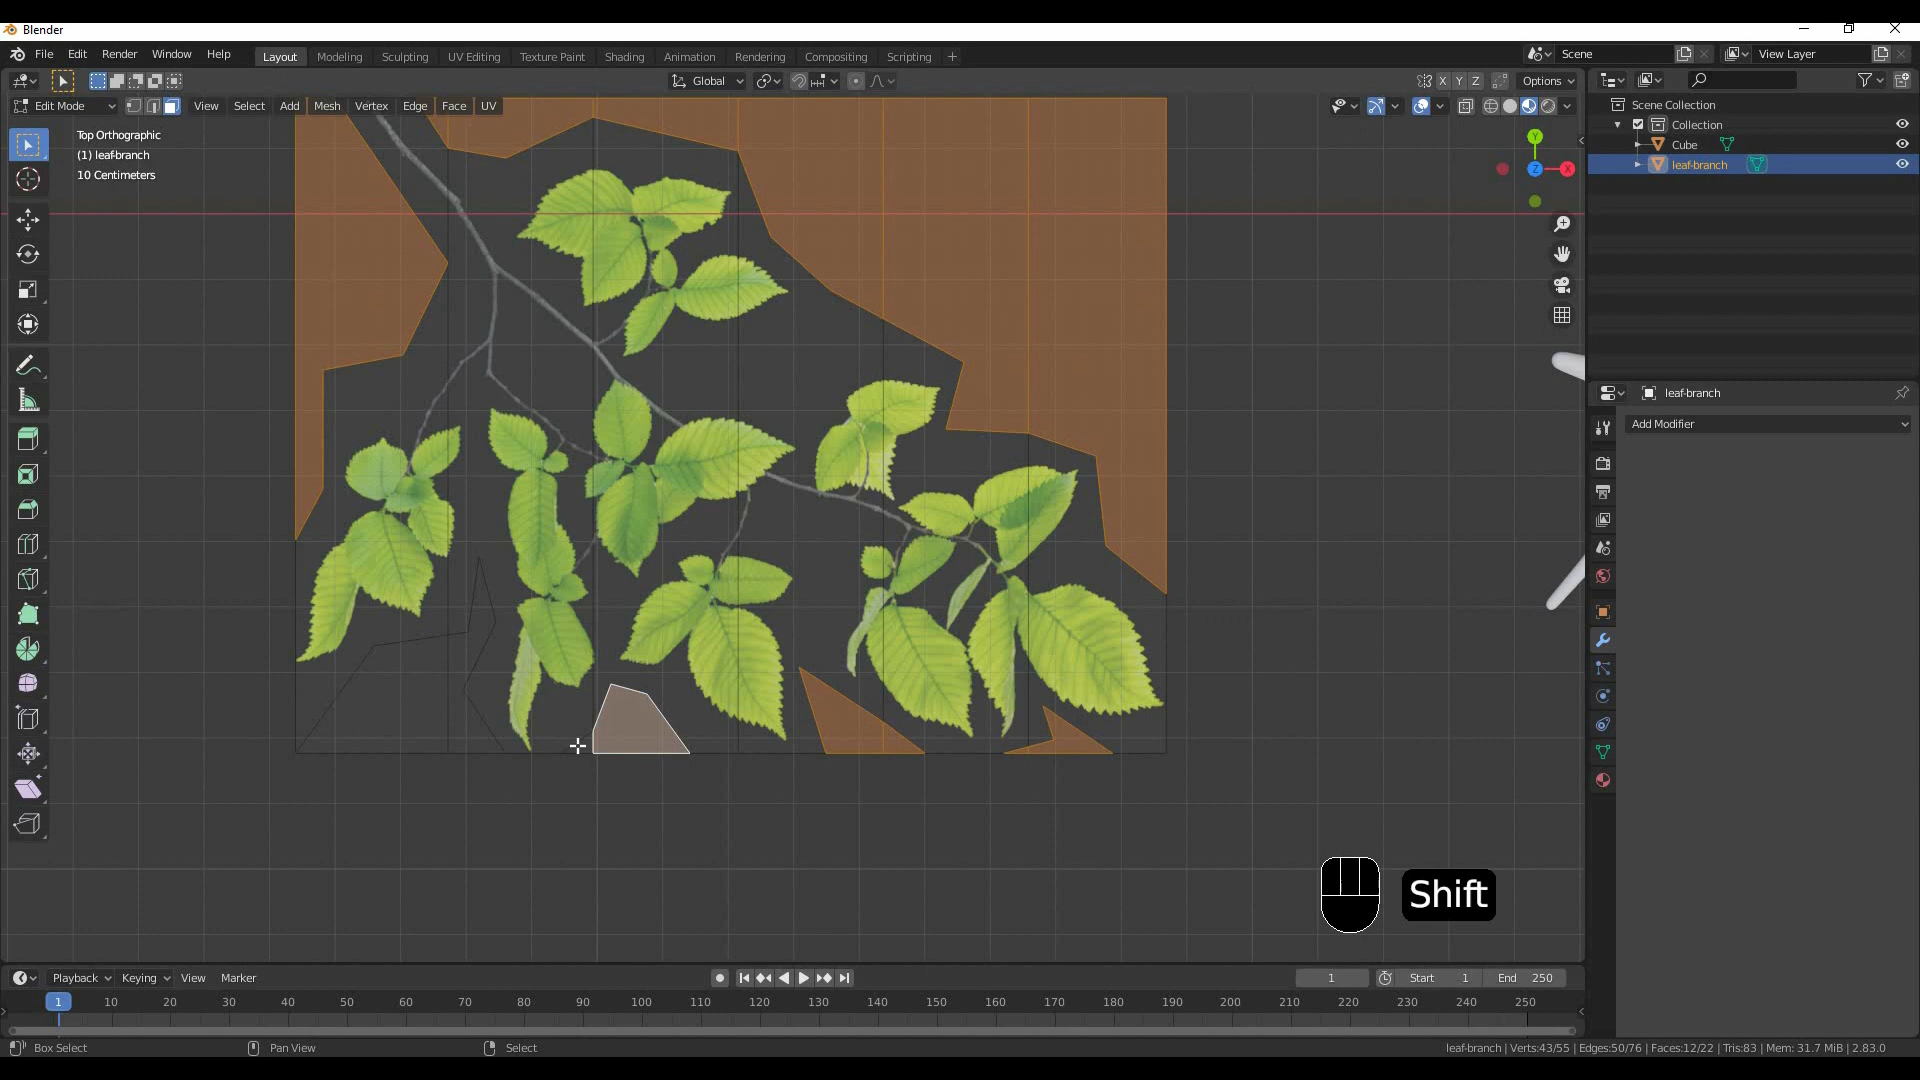 Blender
File Edit Render Window Help
Layout Modeling Sculpting UV Editing Texture Paint Shading Animation Rendering Compositing Scripting +
Scene
View Layer
Global
X Y Z
Options
Edit Mode
View Select Add Mesh Vertex Edge Face UV
Top Orthographic
(1) leaf-branch
10 Centimeters
Y
Z
X
Scene Collection
Collection
Cube
leaf-branch
leaf-branch
Add Modifier
Shift
Playback Keying View Marker
1
Start 1
End 250
1 10 20 30 40 50 60 70 80 90 100 110 120 130 140 150 160 170 180 190 200 210 220 230 240 250
Box Select
Pan View
Select
leaf-branch | Verts:43/55 | Edges:50/76 | Faces:12/22 | Tris:83 | Mem: 31.7 MiB | 2.83.0